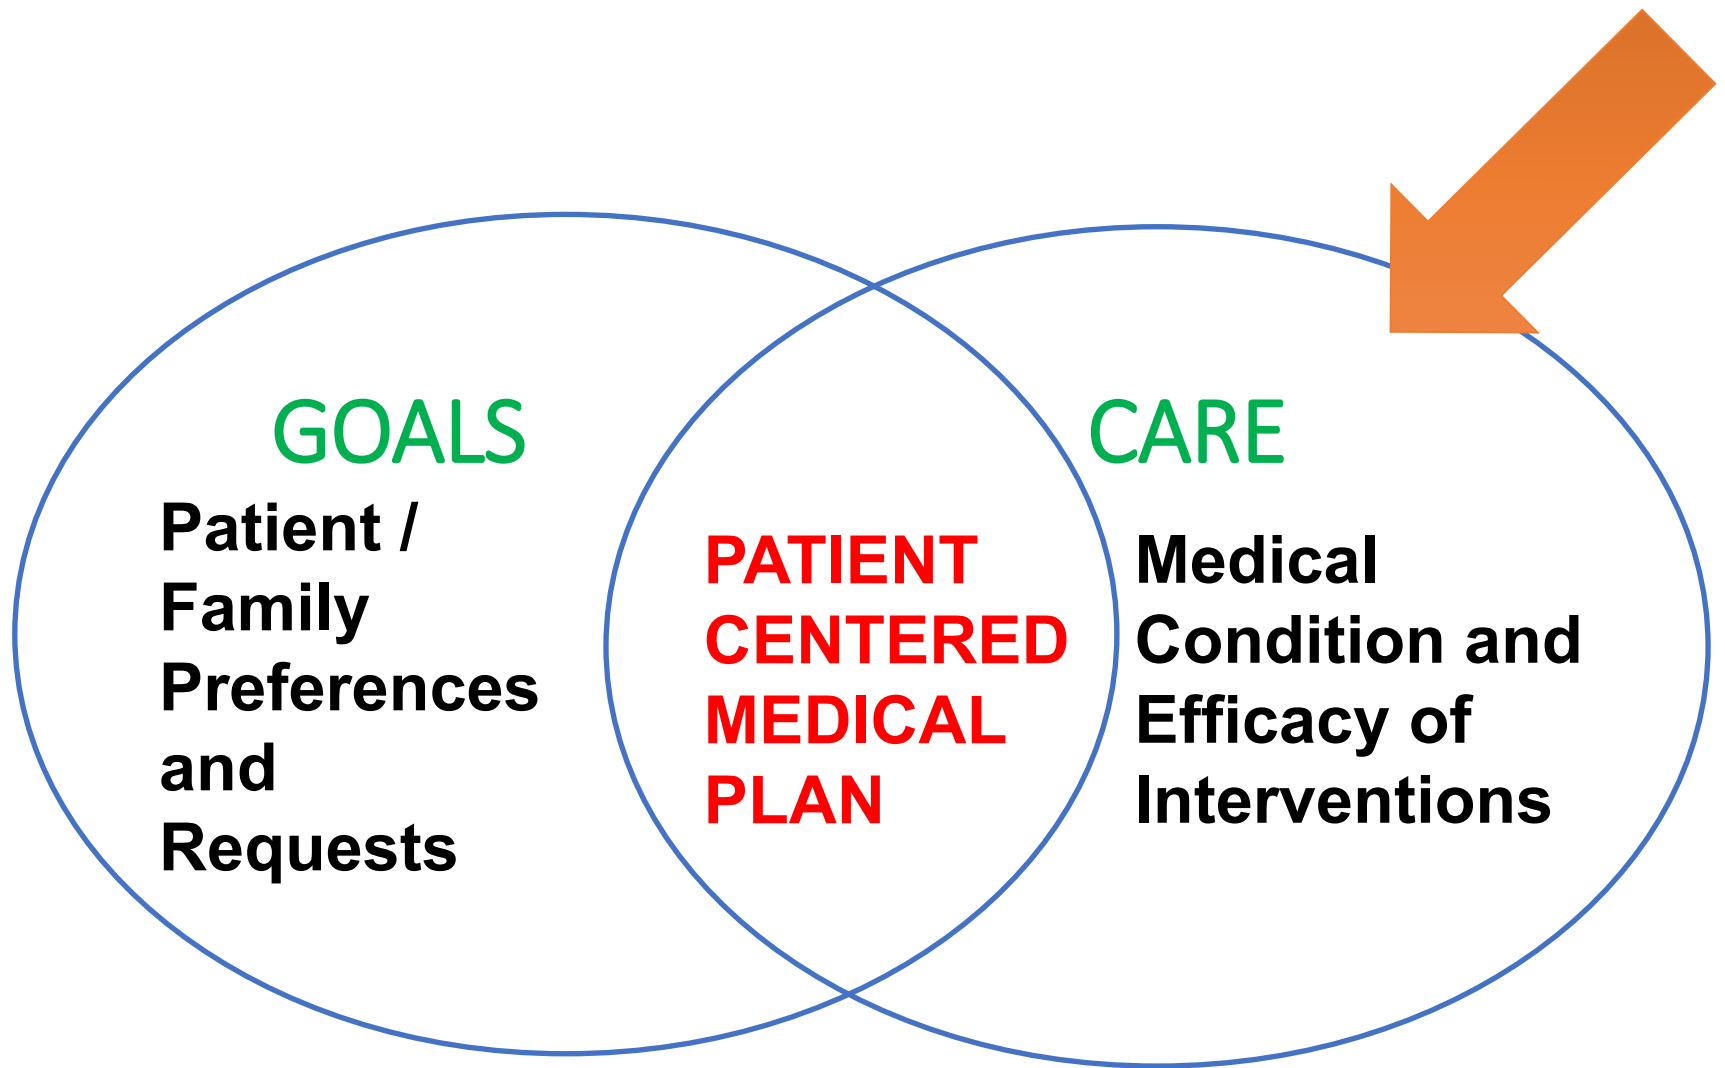 GOALS
Patient /
Family
Preferences
and
Requests
PATIENT
CENTERED
MEDICAL
PLAN
CARE
Medical
Condition and
Efficacy of
Interventions